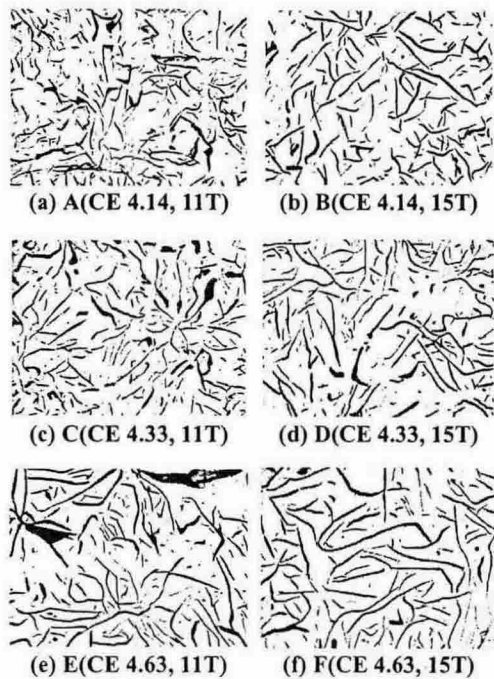 (a) A(CE 4.14, 11T)
(b) B(CE 4.14, 15T)
(c) C(CE 4.33, 11T)
(d) D(CE 4.33, 15T)
(e) E(CE 4.63, 11T)
(f) F(CE 4.63, 15T)